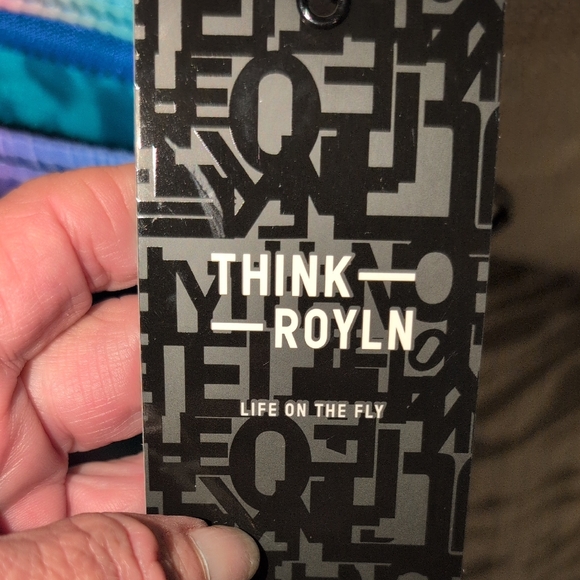 THINK —
— ROYLN
LIFE ON THE FLY